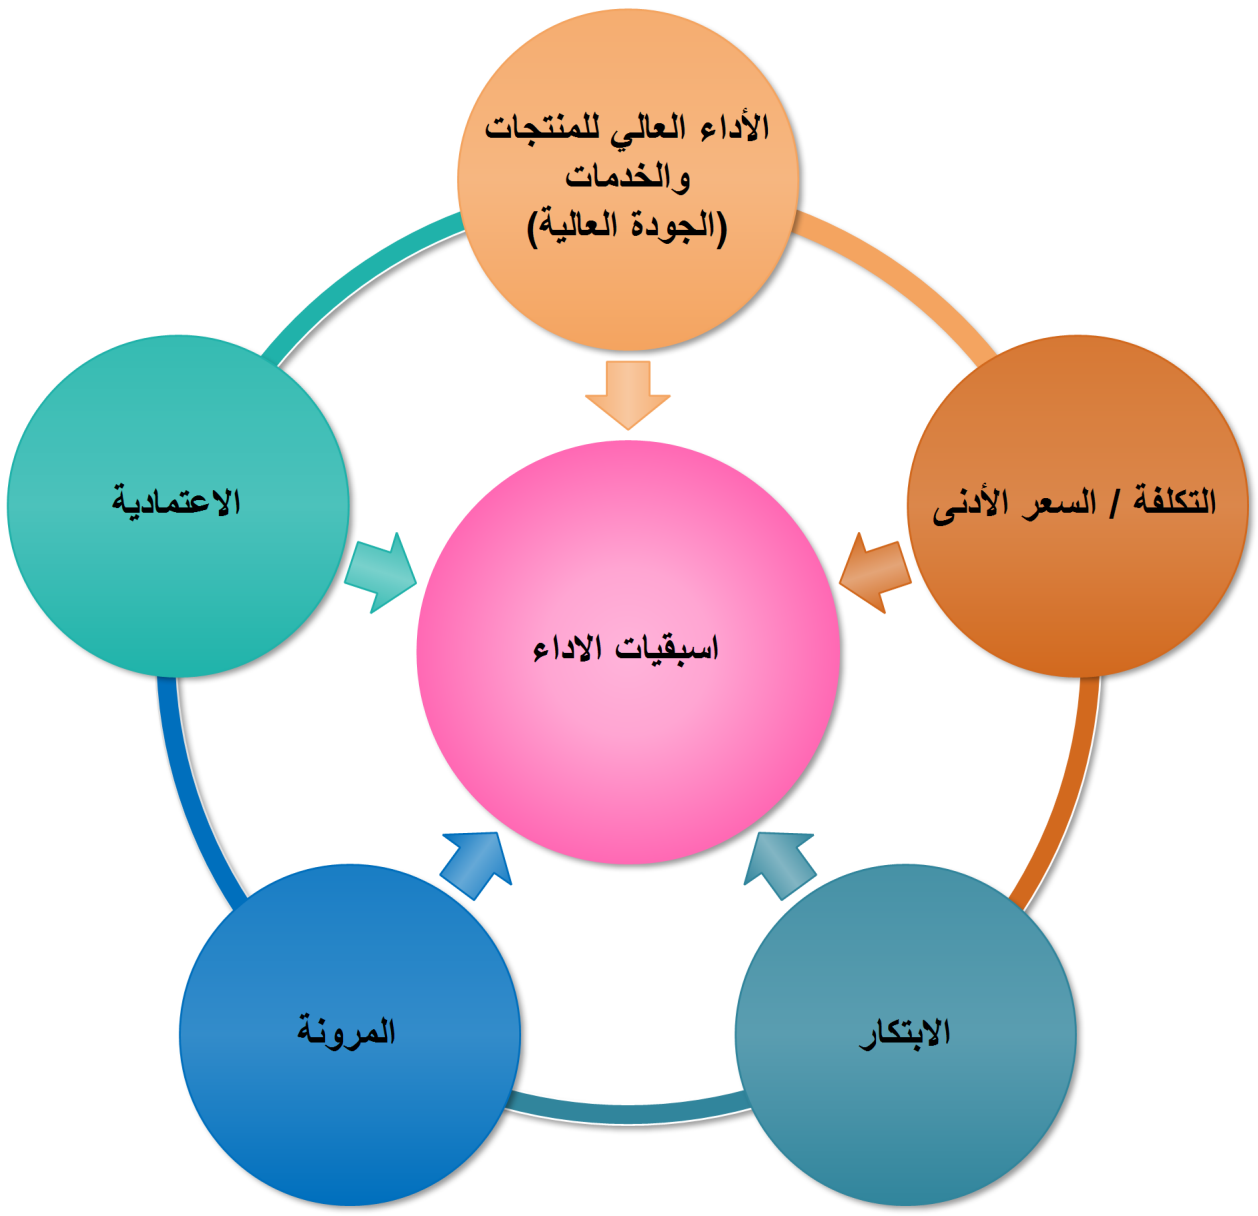 الأداء العالي للمنتجات
والخدمات
(الجودة العالية)
التكلفة / السعر الأدنى
الاعتمادية
اسبقيات الاداء
الابتكار
المرونة